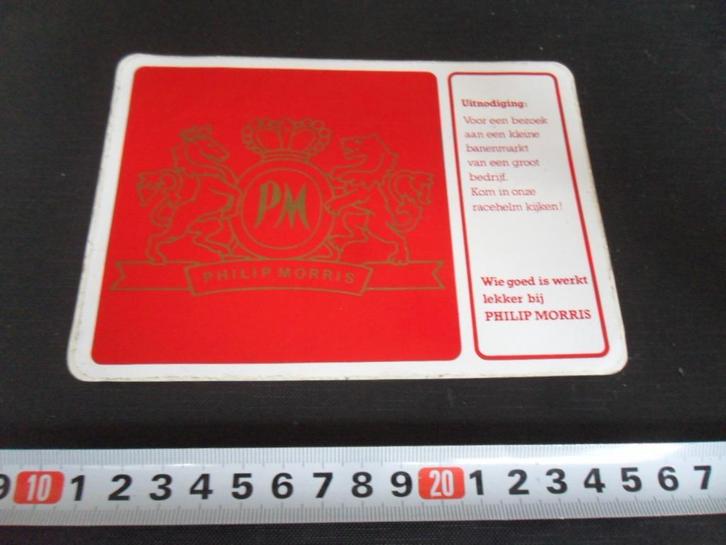 PM
PHILIP MORRIS
Uitnodiging:
Voor een bezoek
aan een kleine
banenmarkt
van een groot
bedrijf.
Kom in onze
racehelm kijken!
Wie goed is werkt
lekker bij
PHILIP MORRIS
9 10 1 2 3 4 5 6 7 8 9 20 1 2 3 4 5 6 7